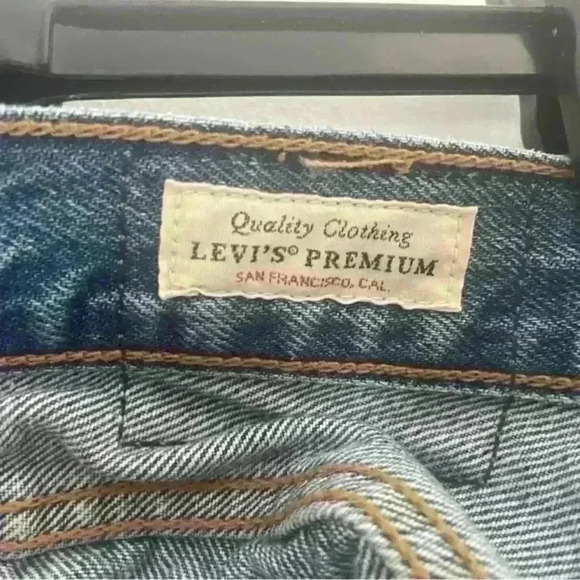 Quality Clothing
LEVI'S® PREMIUM
SAN FRANCISCO, CAL.